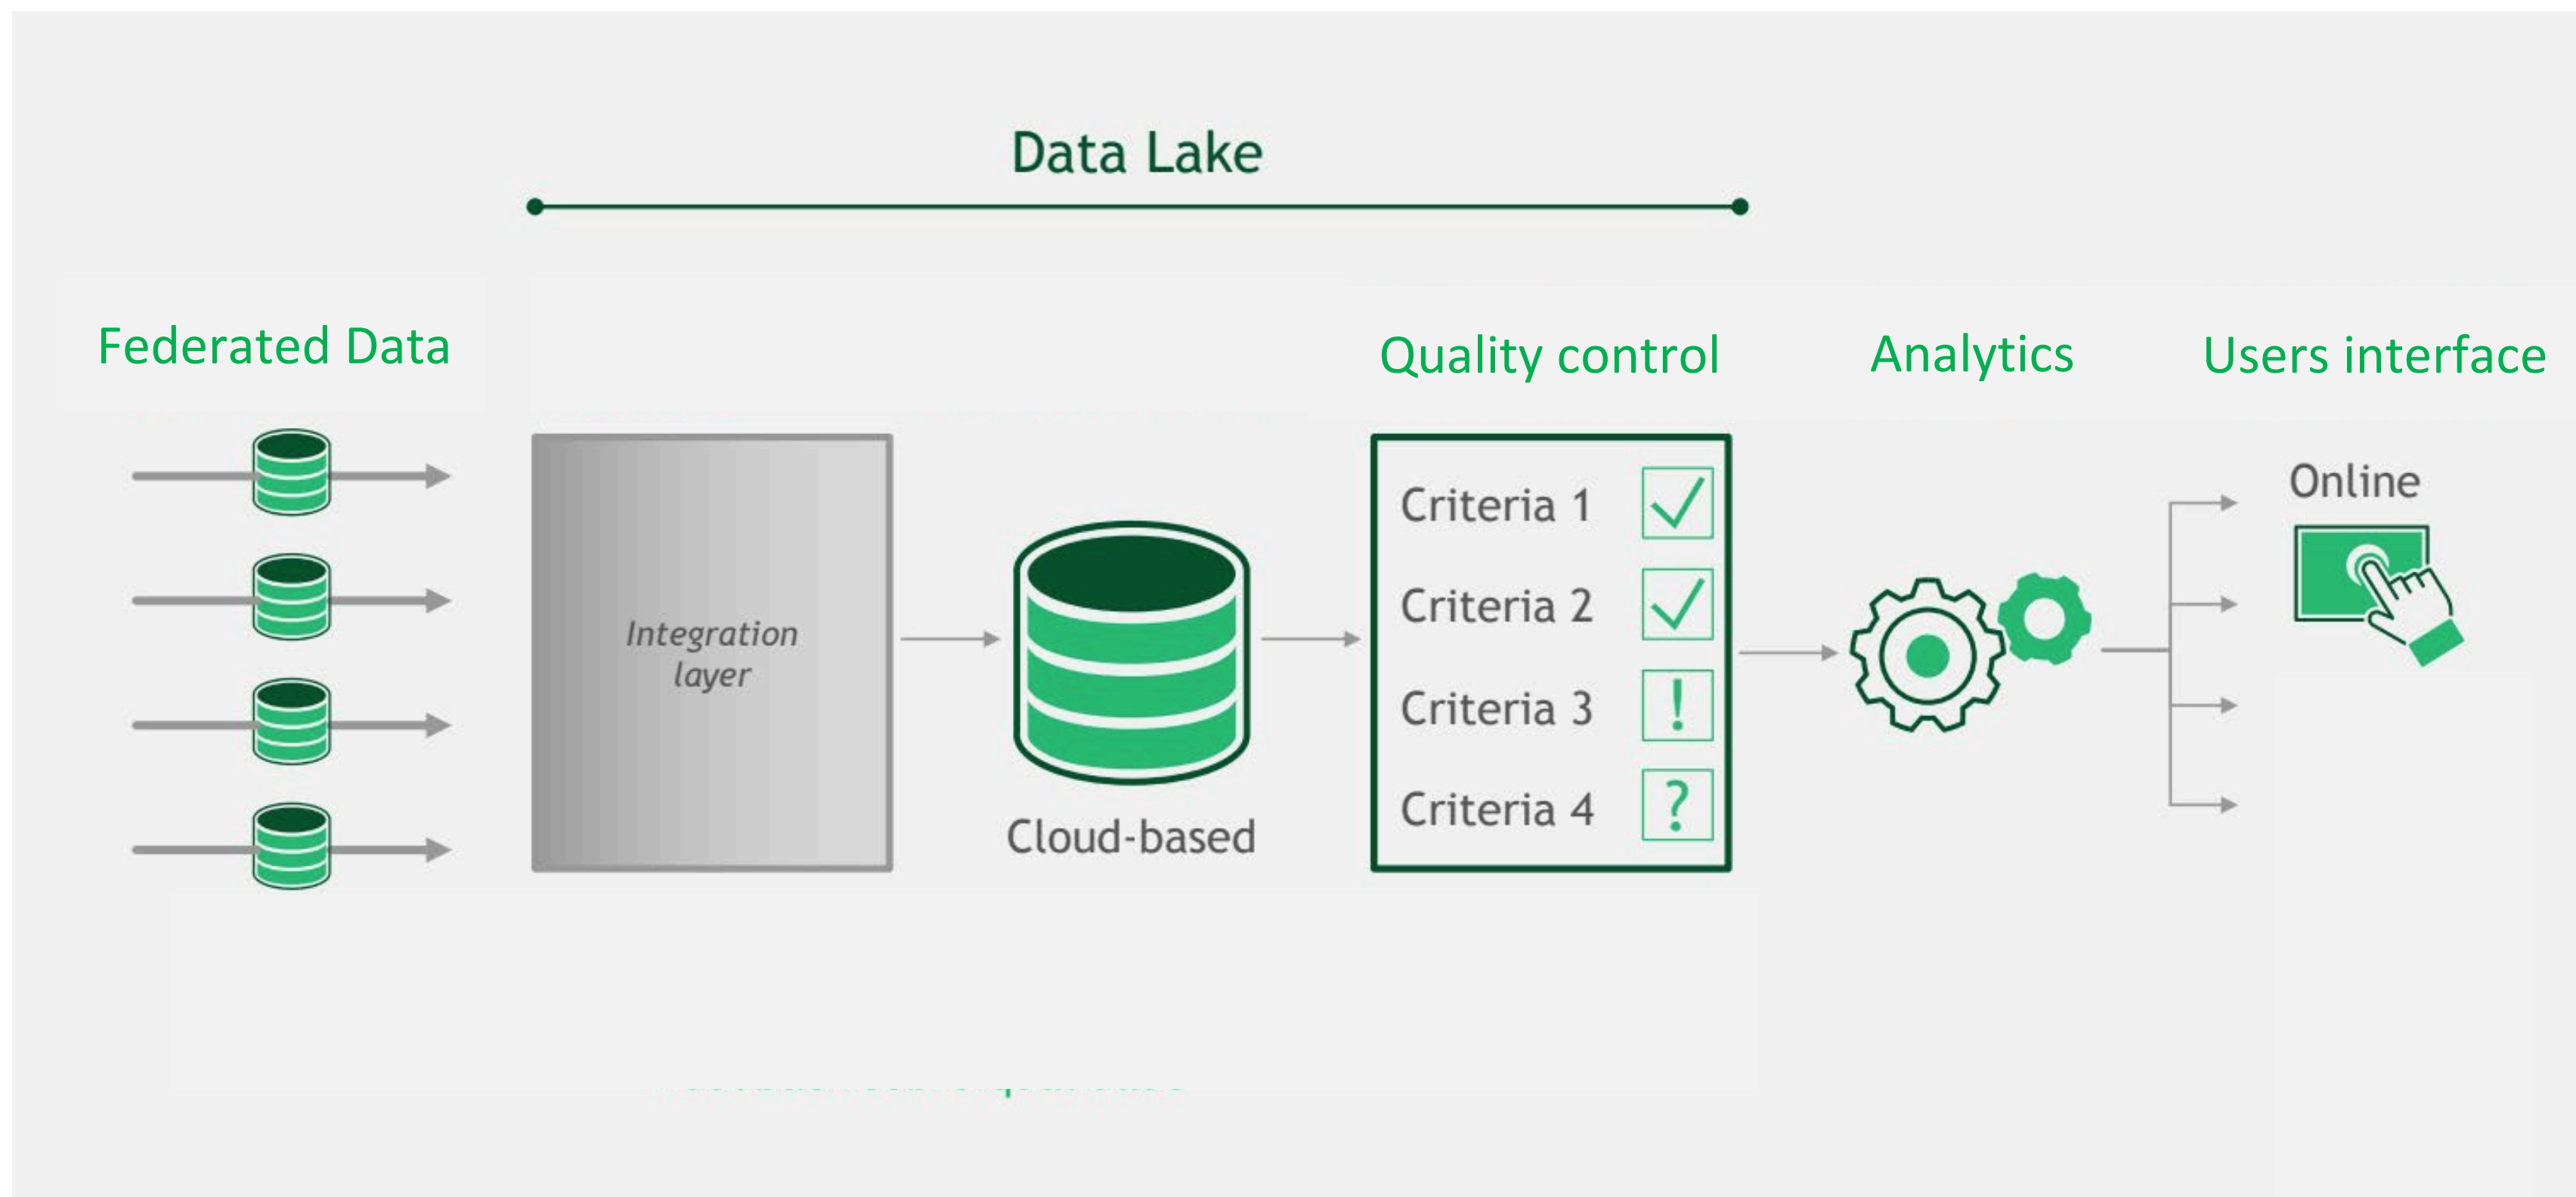 Data Lake
Federated Data
Quality control
Analytics
Users interface
Integration
layer
Cloud-based
Criteria 1
Criteria 2
Criteria 3
!
Criteria 4
?
Online